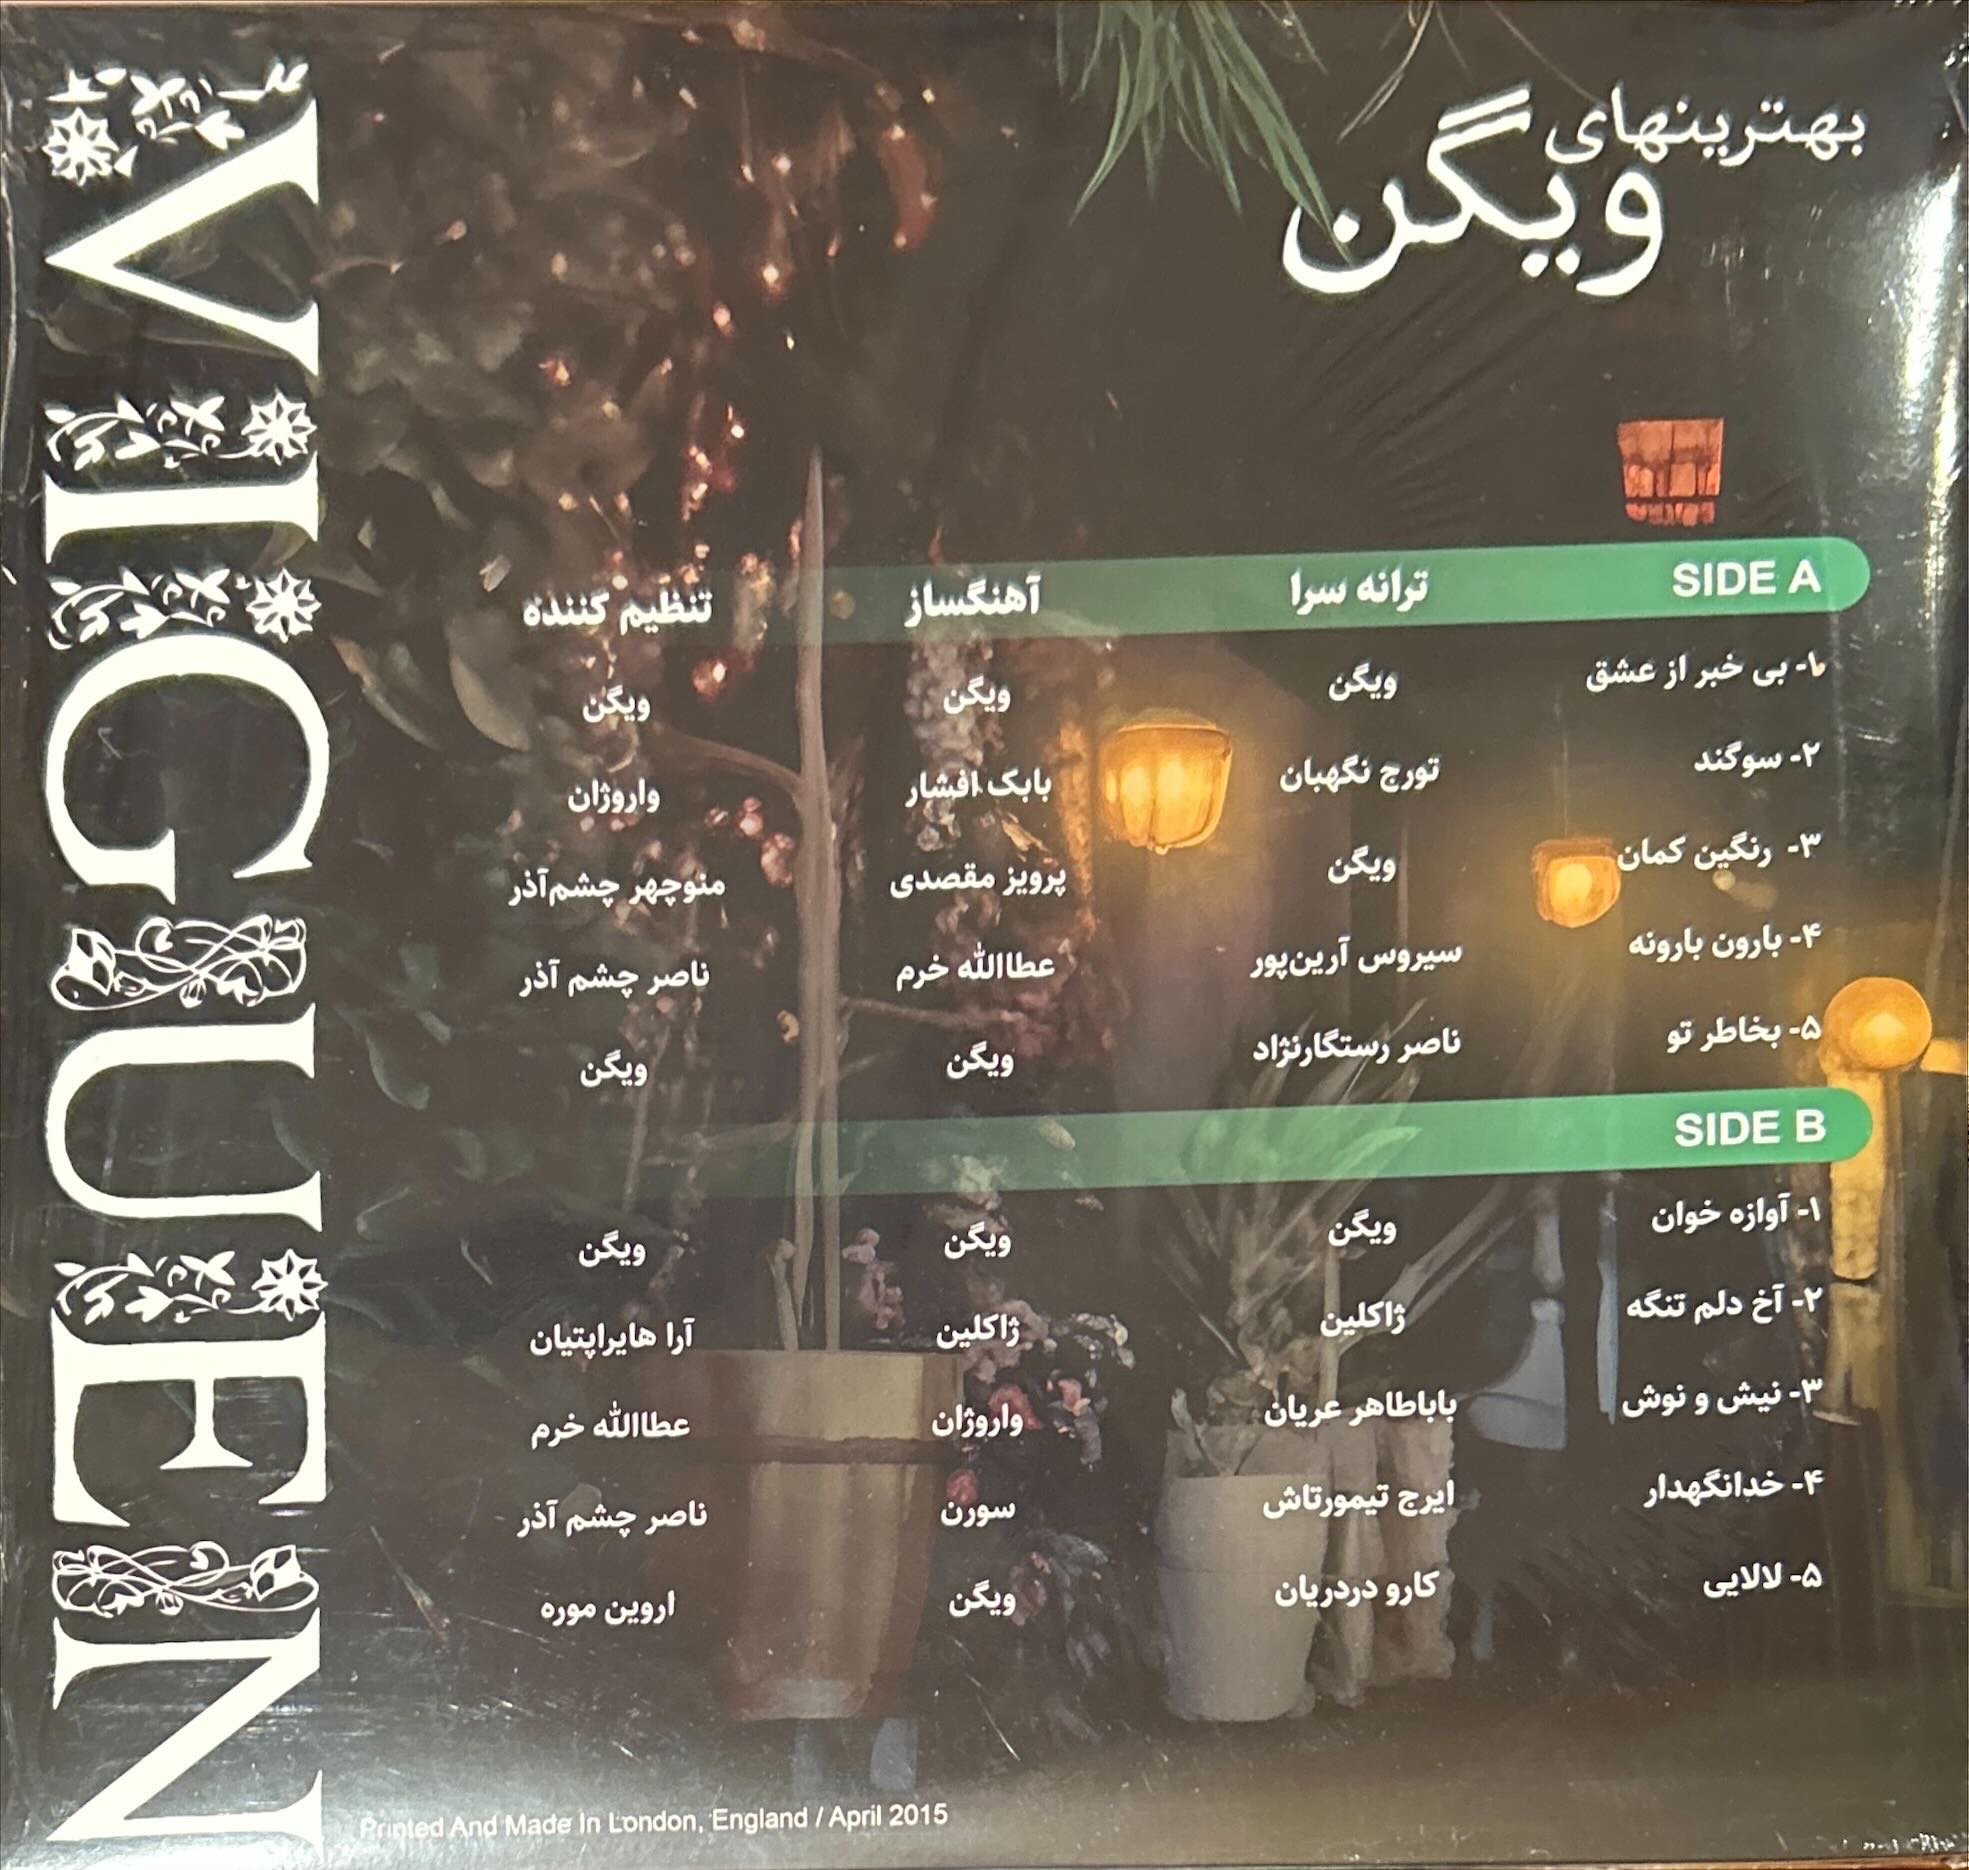 بهترینهای
ویگن
VIGUEN
SIDE A ترانه سرا آهنگساز تنظیم کننده
۱- بی خبر از عشق ویگن ویگن ویگن
۲- سوگند تورج نگهبان بابک افشار واروژان
۳- رنگین کمان ویگن پرویز مقصدی منوچهر چشم‌آذر
۴- بارون بارونه سیروس آرین‌پور عطاالله خرم ناصر چشم آذر
۵- بخاطر تو ناصر رستگارنژاد ویگن ویگن
SIDE B
۱- آوازه خوان ویگن ویگن ویگن
۲- آخ دلم تنگه ژاکلین ژاکلین آرا هایراپتیان
۳- نیش و نوش باباطاهر عریان واروژان عطاالله خرم
۴- خدانگهدار ایرج تیمورتاش سورن ناصر چشم آذر
۵- لالایی کارو دردریان ویگن اروین موره
Printed And Made In London, England / April 2015